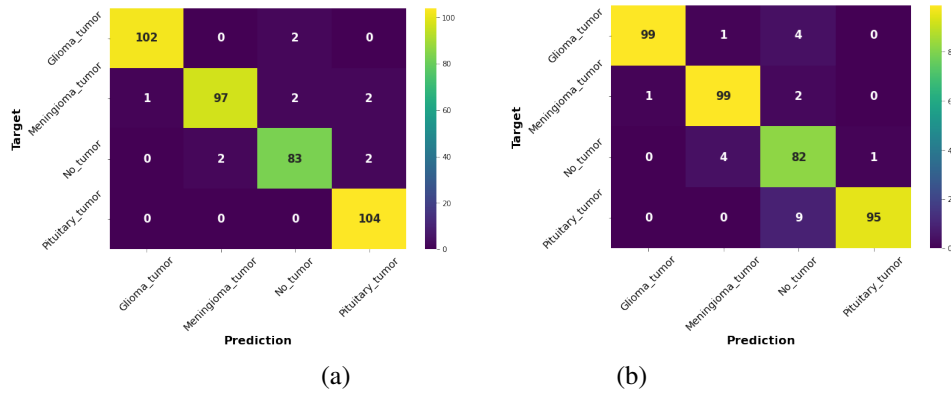 Target
Glioma_tumor
Meningioma_tumor
No_tumor
Pituitary_tumor
102 0 2 0
1 97 2 2
0 2 83 2
0 0 0 104
100
80
60
40
20
0
Glioma_tumor
Meningioma_tumor
No_tumor
Pituitary_tumor
Prediction
(a)
Target
Glioma_tumor
Meningioma_tumor
No_tumor
Pituitary_tumor
99 1 4 0
1 99 2 0
0 4 82 1
0 0 9 95
0
Glioma_tumor
Meningioma_tumor
No_tumor
Pituitary_tumor
Prediction
(b)